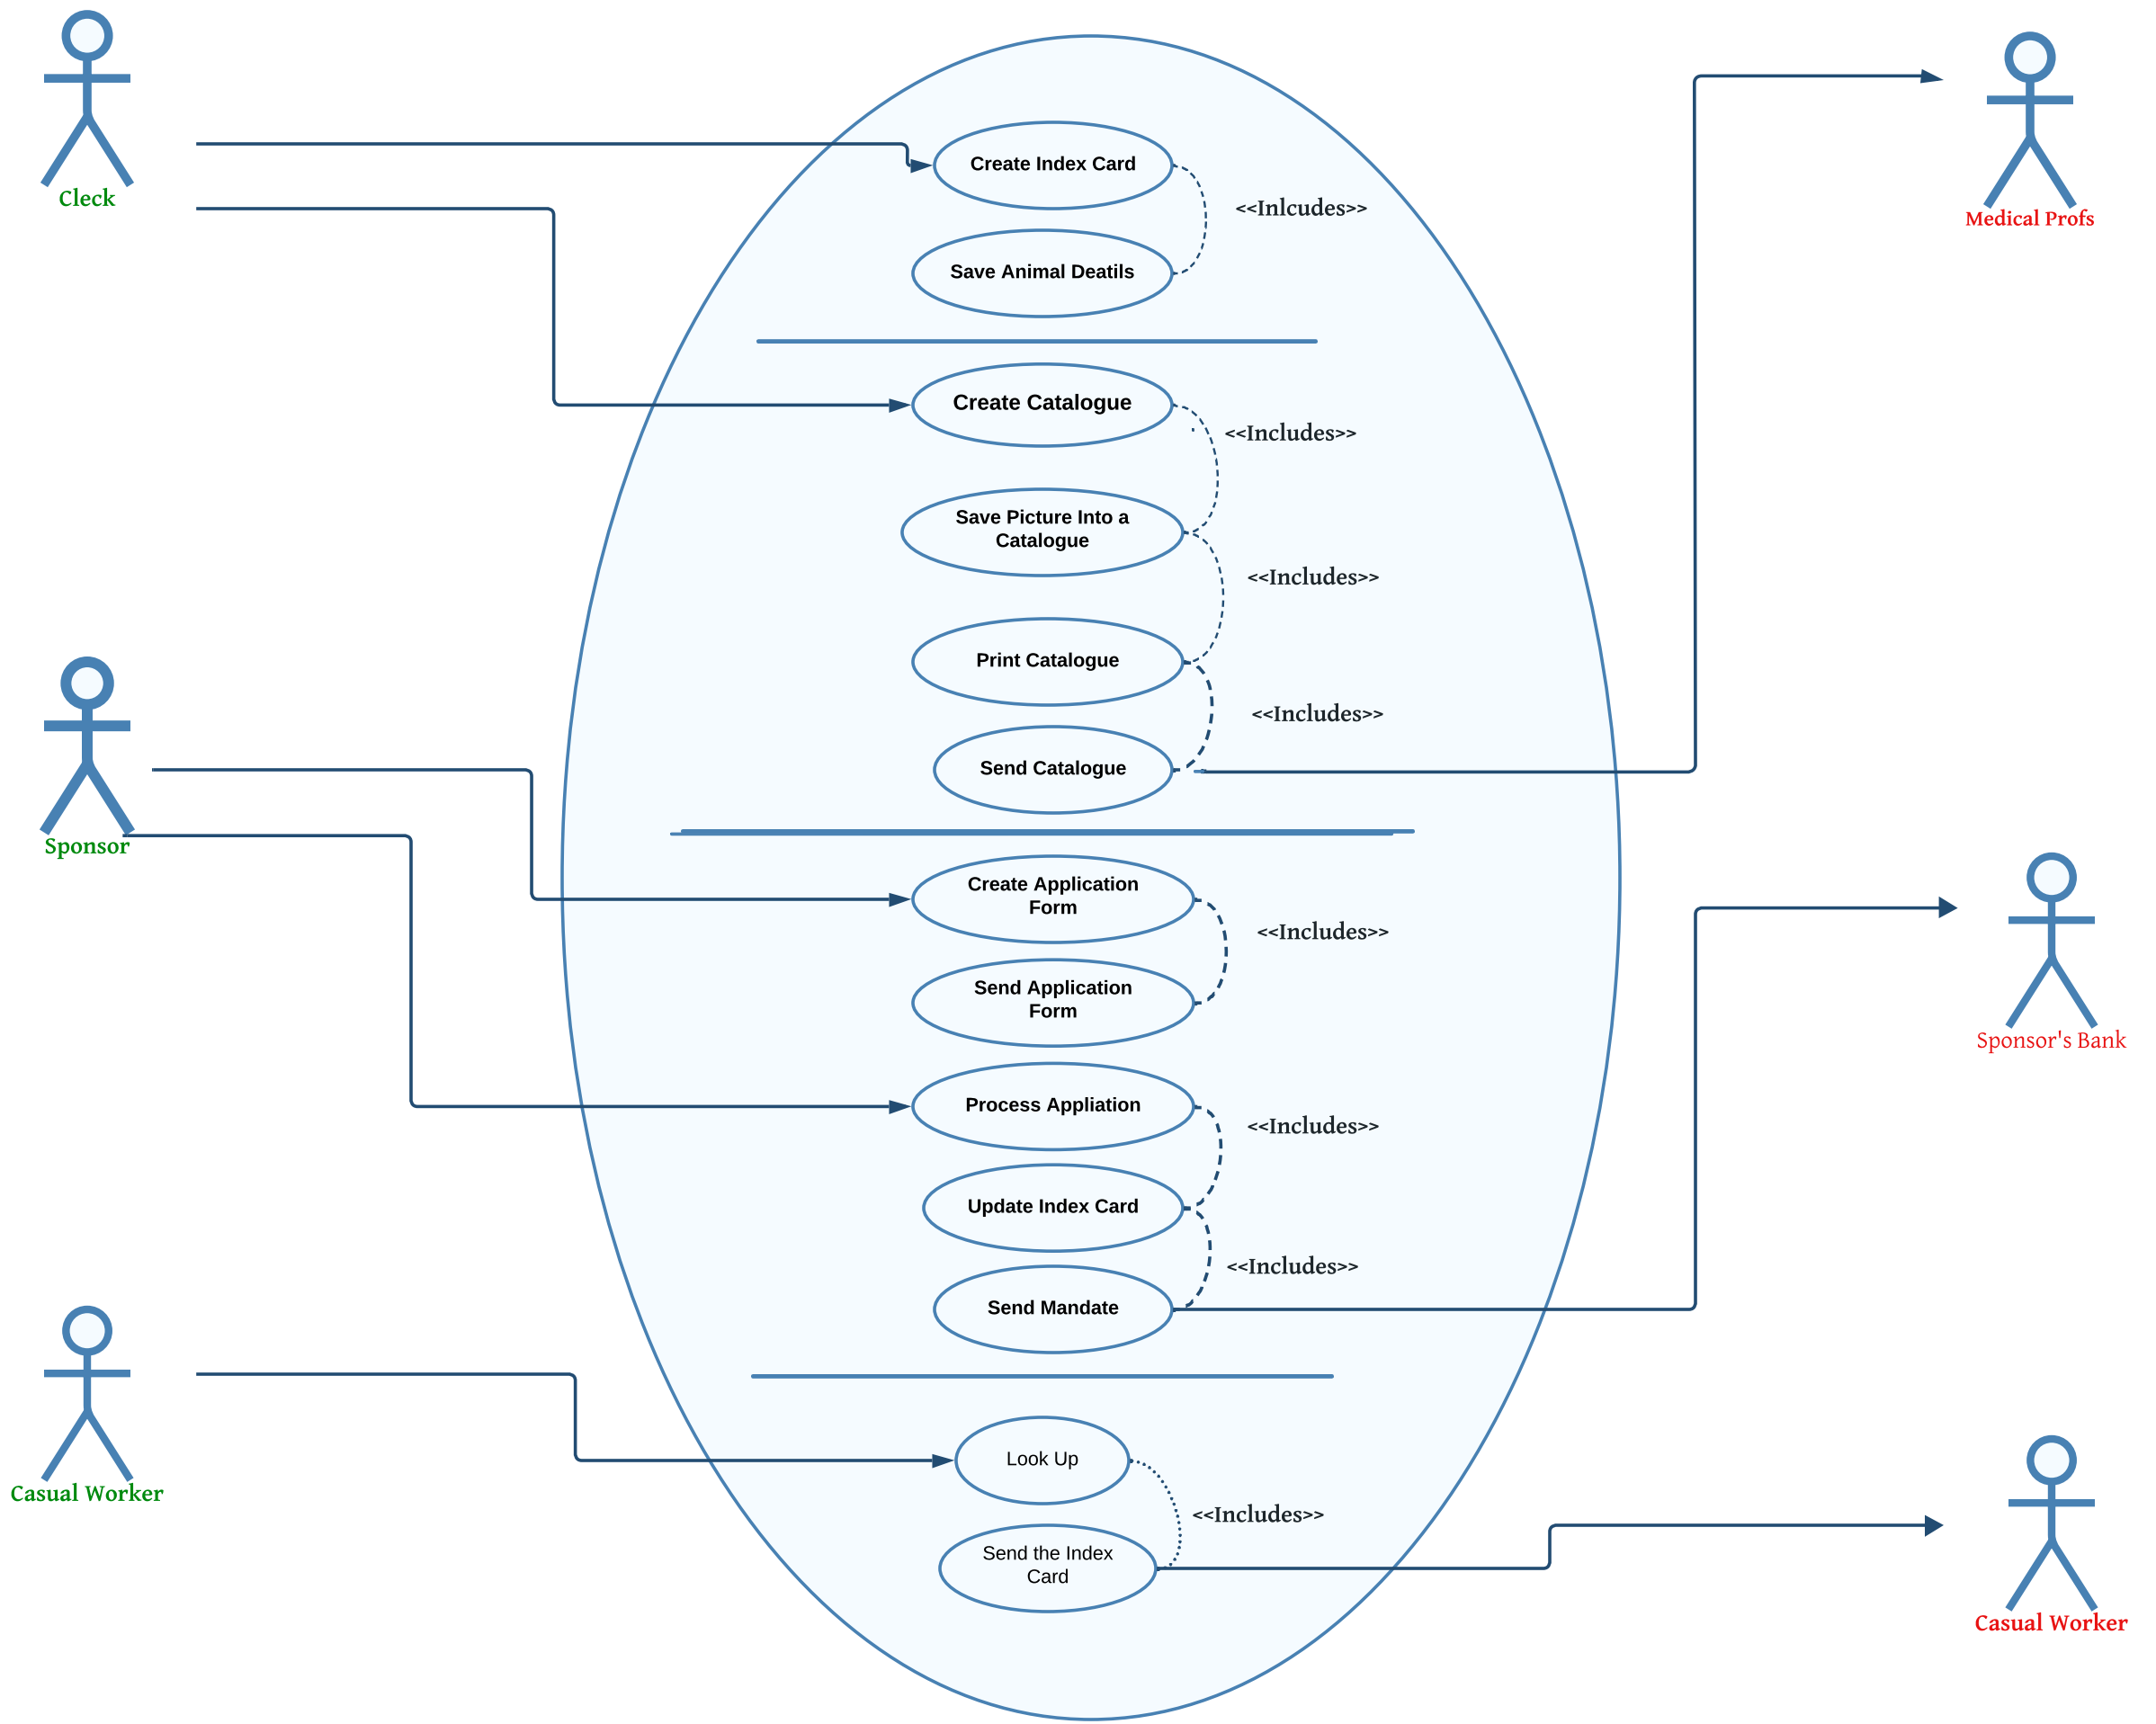 Cleck
Medical Profs
Create Index Card
<<Inlcudes>>
Save Animal Deatils
Create Catalogue
<<Includes>>
Save Picture Into a
Catalogue
<<Includes>>
Print Catalogue
<<Includes>>
Send Catalogue
Sponsor
Create Application
Form
<<Includes>>
Send Application
Form
Sponsor's Bank
Process Appliation
<<Includes>>
Update Index Card
<<Includes>>
Send Mandate
Look Up
Casual Worker
<<Includes>>
Send the Index
Card
Casual Worker